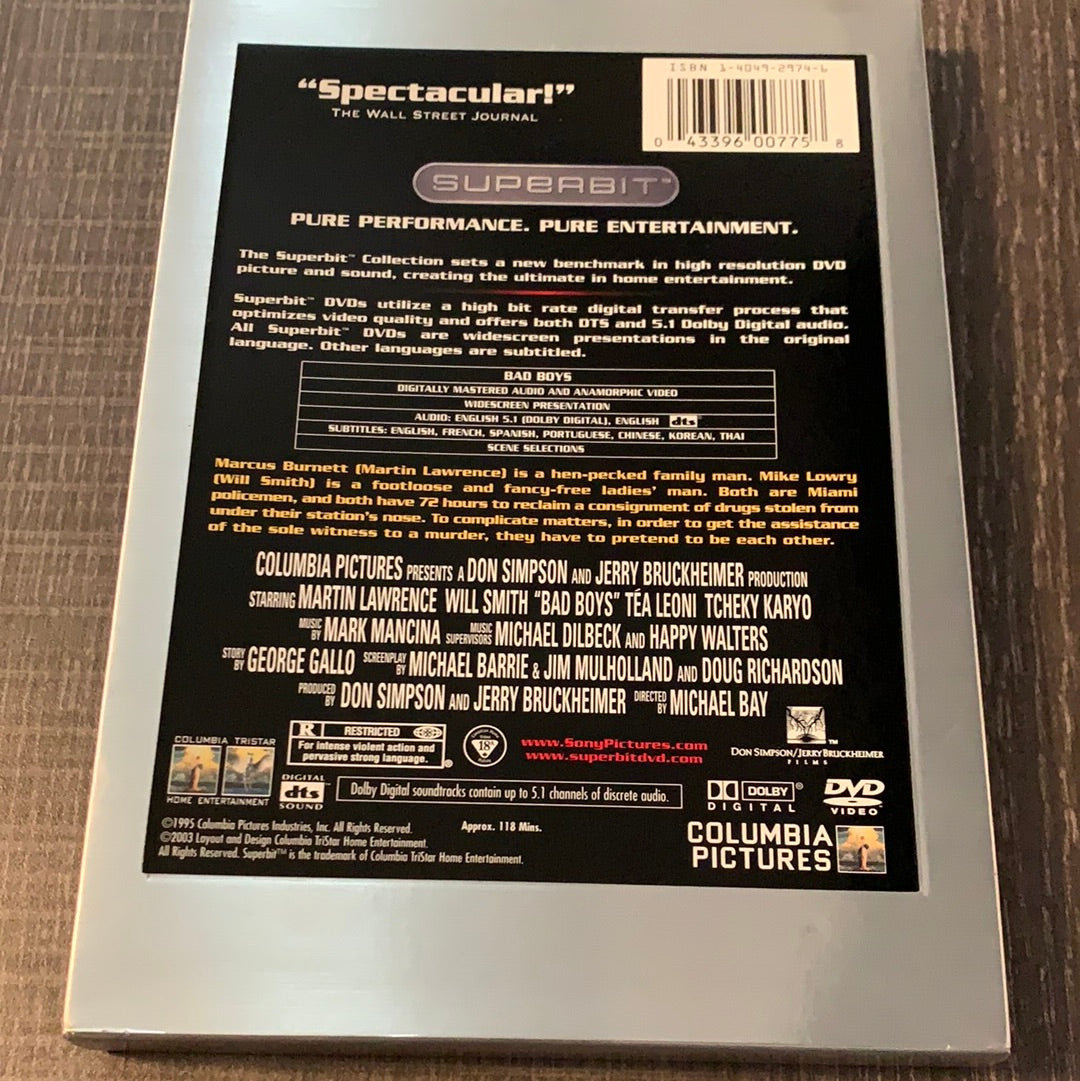 "Spectacular!"
THE WALL STREET JOURNAL
ISBN 1-4049-2974-6
0 43396 00775 8
SUPERBIT™
PURE PERFORMANCE. PURE ENTERTAINMENT.
The Superbit™ Collection sets a new benchmark in high resolution DVD
picture and sound, creating the ultimate in home entertainment.
Superbit™ DVDs utilize a high bit rate digital transfer process that
optimizes video quality and offers both DTS and 5.1 Dolby Digital audio.
All Superbit™ DVDs are widescreen presentations in the original
language. Other languages are subtitled.
BAD BOYS
DIGITALLY MASTERED AUDIO AND ANAMORPHIC VIDEO
WIDESCREEN PRESENTATION
AUDIO: ENGLISH 5.1 (DOLBY DIGITAL), ENGLISH dts
SUBTITLES: ENGLISH, FRENCH, SPANISH, PORTUGUESE, CHINESE, KOREAN, THAI
SCENE SELECTIONS
Marcus Burnett (Martin Lawrence) is a hen-pecked family man. Mike Lowry
(Will Smith) is a footloose and fancy-free ladies' man. Both are Miami
policemen, and both have 72 hours to reclaim a consignment of drugs stolen from
under their station's nose. To complicate matters, in order to get the assistance
of the sole witness to a murder, they have to pretend to be each other.
COLUMBIA PICTURES PRESENTS A DON SIMPSON AND JERRY BRUCKHEIMER PRODUCTION
STARRING MARTIN LAWRENCE WILL SMITH "BAD BOYS" TÉA LEONI TCHEKY KARYO
MUSIC BY MARK MANCINA MUSIC SUPERVISORS MICHAEL DILBECK AND HAPPY WALTERS
STORY BY GEORGE GALLO SCREENPLAY BY MICHAEL BARRIE & JIM MULHOLLAND AND DOUG RICHARDSON
PRODUCED BY DON SIMPSON AND JERRY BRUCKHEIMER DIRECTED BY MICHAEL BAY
COLUMBIA TRISTAR
HOME ENTERTAINMENT
R RESTRICTED ®
For intense violent action and
pervasive strong language.
18
www.SonyPictures.com
www.superbitdvd.com
DON SIMPSON/JERRY BRUCKHEIMER
FILMS
DIGITAL
dts
SOUND
Dolby Digital soundtracks contain up to 5.1 channels of discrete audio.
DOLBY®
DIGITAL
DVD
VIDEO
©1995 Columbia Pictures Industries, Inc. All Rights Reserved.
Approx. 118 Mins.
©2003 Layout and Design Columbia TriStar Home Entertainment.
All Rights Reserved. Superbit™ is the trademark of Columbia TriStar Home Entertainment.
COLUMBIA
PICTURES